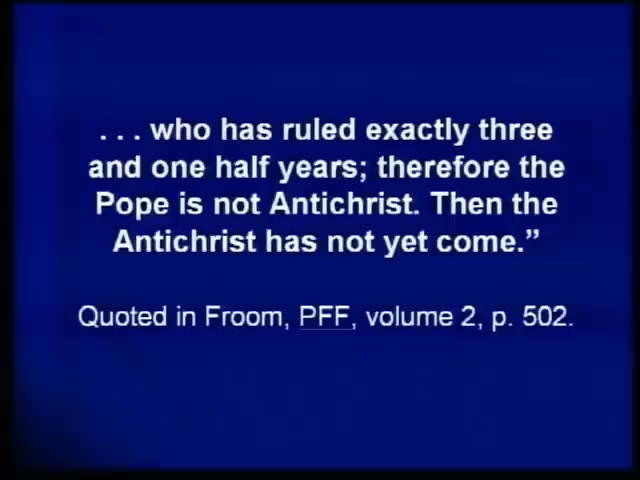 . . . who has ruled exactly three
and one half years; therefore the
Pope is not Antichrist. Then the
Antichrist has not yet come.”
Quoted in Froom, PFF, volume 2, p. 502.